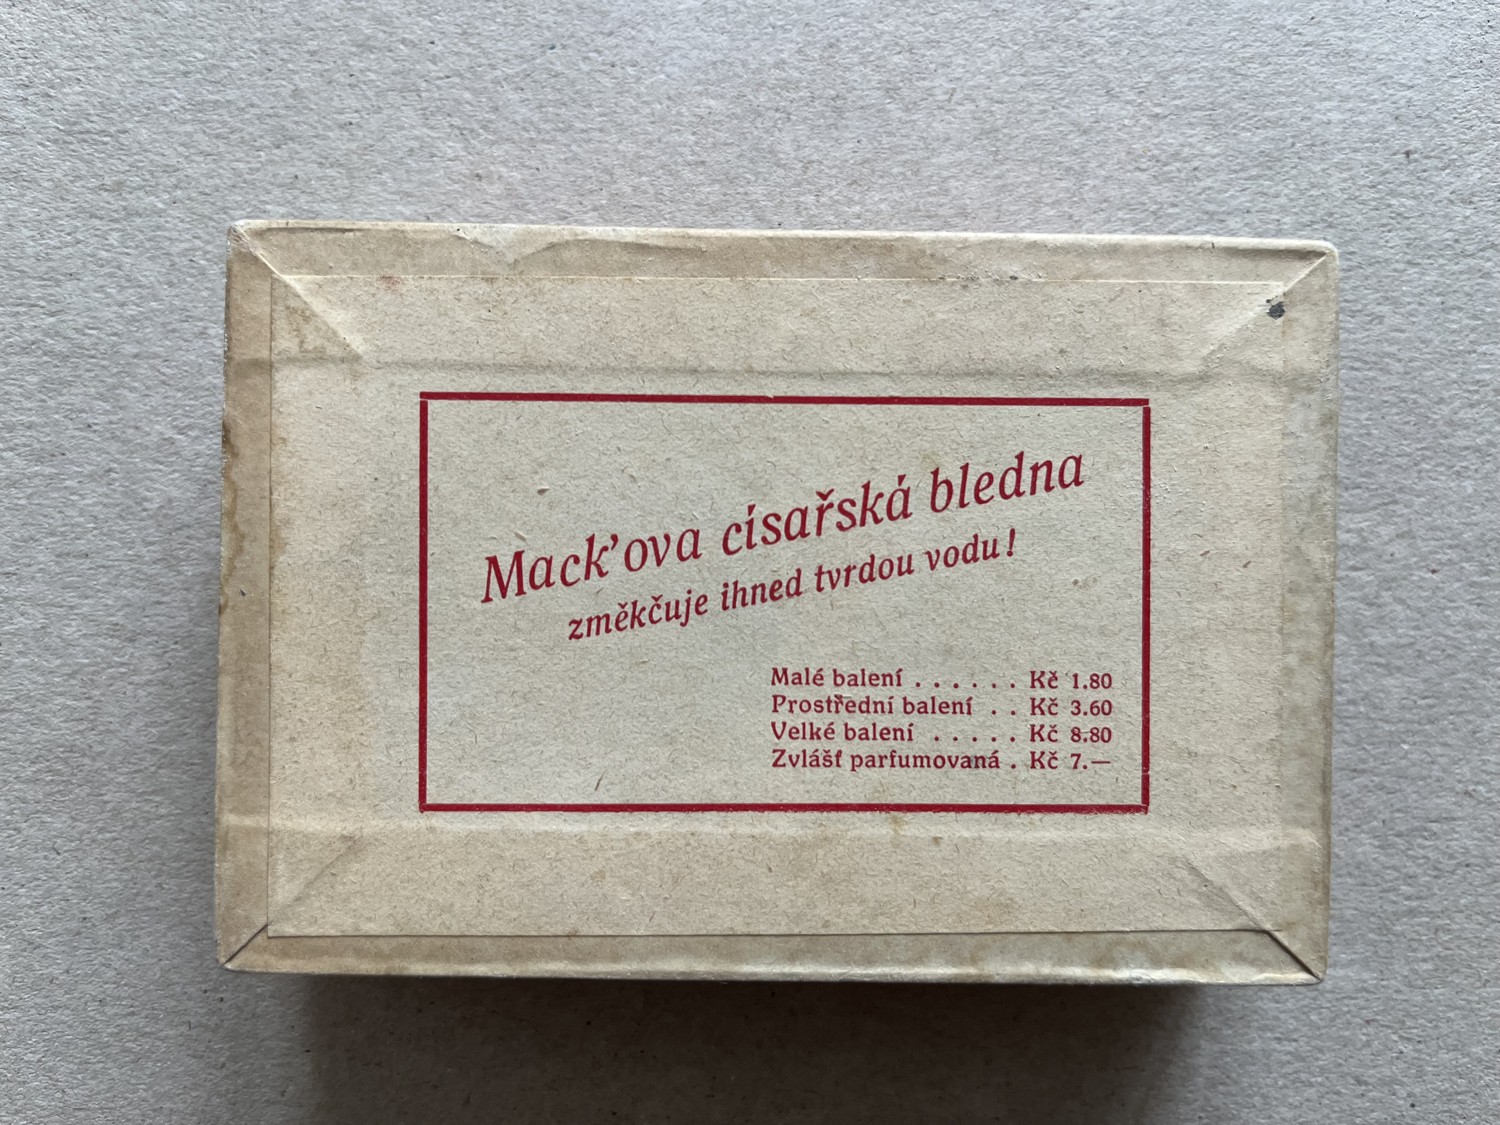 Mack'ova císařská bledna
změkčuje ihned tvrdou vodu!
Malé balení . . . . . . Kč 1.80
Prostřední balení . . Kč 3.60
Velké balení . . . . . Kč 8.80
Zvlášť parfumovaná . Kč 7.—